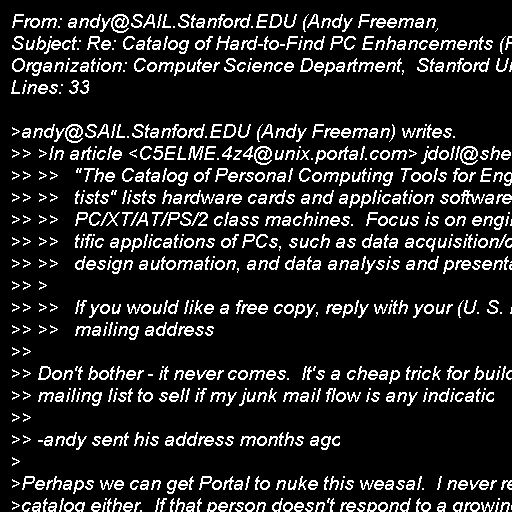 From: andy@SAIL.Stanford.EDU (Andy Freeman)
Subject: Re: Catalog of Hard-to-Find PC Enhancements (
Organization: Computer Science Department,  Stanford
Lines: 33

>andy@SAIL.Stanford.EDU (Andy Freeman) writes.
>> >In article <C5ELME.4z4@unix.portal.com> jdoll@she
>> >>   "The Catalog of Personal Computing Tools for Eng
>> >>   tists" lists hardware cards and application software
>> >>   PC/XT/AT/PS/2 class machines.  Focus is on engi
>> >>   tific applications of PCs, such as data acquisition/
>> >>   design automation, and data analysis and present
>> >
>> >>   If you would like a free copy, reply with your (U. S.
>> >>   mailing address
>>
>> Don't bother - it never comes.  It's a cheap trick for build
>> mailing list to sell if my junk mail flow is any indicatio
>>
>> -andy sent his address months ago
>
>Perhaps we can get Portal to nuke this weasal.  I never re
>catalog either.  If that person doesn't respond to a growin